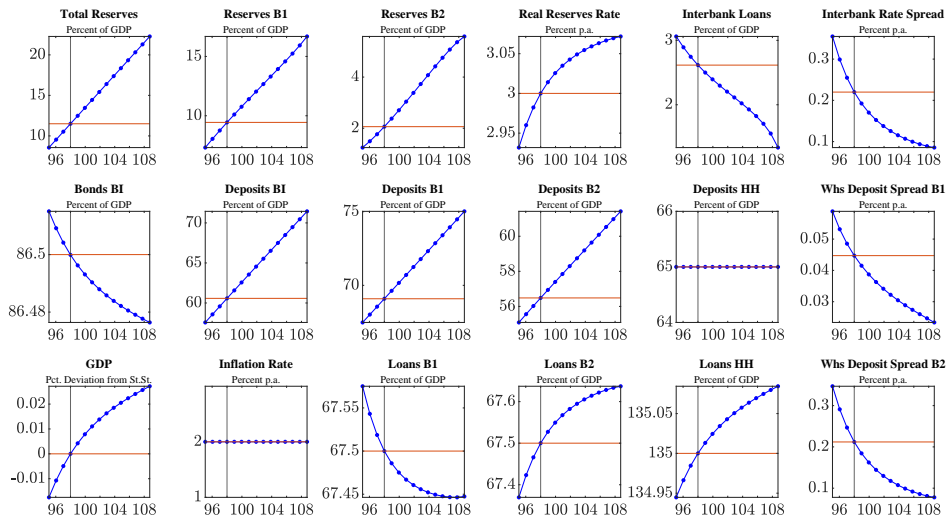 Total Reserves
Percent of GDP
20
15
10
96 100 104 108
Reserves B1
Percent of GDP
15
10
96 100 104 108
Reserves B2
Percent of GDP
4
2
96 100 104 108
Real Reserves Rate
Percent p.a.
3.05
3
2.95
96 100 104 108
Interbank Loans
Percent of GDP
3
2
96 100 104 108
Interbank Rate Spread
Percent p.a.
0.3
0.2
0.1
96 100 104 108
Bonds BI
Percent of GDP
86.5
86.48
96 100 104 108
Deposits BI
Percent of GDP
70
65
60
96 100 104 108
Deposits B1
Percent of GDP
75
70
96 100 104 108
Deposits B2
Percent of GDP
60
58
56
96 100 104 108
Deposits HH
Percent of GDP
66
65
64
96 100 104 108
Whs Deposit Spread B1
Percent p.a.
0.05
0.04
0.03
96 100 104 108
GDP
Pct. Deviation from St.St.
0.02
0.01
0
-0.01
96 100 104 108
Inflation Rate
Percent p.a.
3
2
1
96 100 104 108
Loans B1
Percent of GDP
67.55
67.5
67.45
96 100 104 108
Loans B2
Percent of GDP
67.6
67.5
67.4
96 100 104 108
Loans HH
Percent of GDP
135.05
135
134.95
96 100 104 108
Whs Deposit Spread B2
Percent p.a.
0.3
0.2
0.1
96 100 104 108